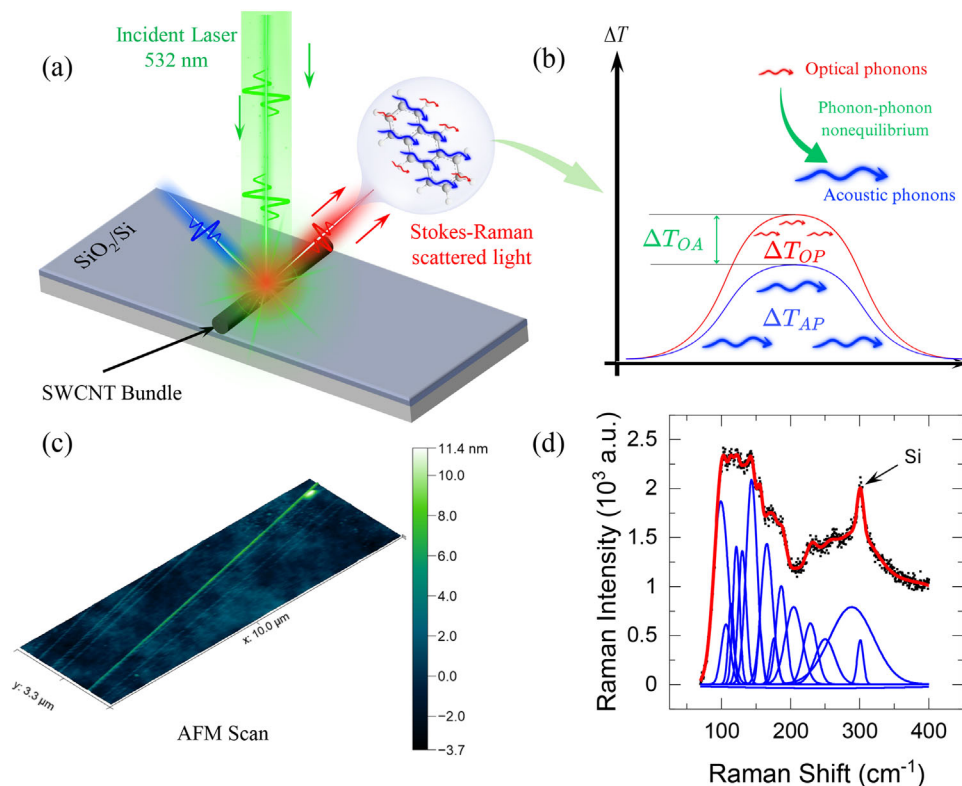 (a)
Incident Laser
532 nm
SiO₂/Si
Stokes-Raman
scattered light
SWCNT Bundle
(b)
ΔT
Optical phonons
Phonon-phonon
nonequilibrium
Acoustic phonons
ΔT_OA
ΔT_OP
ΔT_AP
(c)
11.4 nm
10.0
8.0
6.0
4.0
2.0
0.0
−2.0
−3.7
x: 10.0 µm
y: 3.3 µm
AFM Scan
(d)
Si
Raman Intensity (10³ a.u.)
2.5
2
1.5
1
0.5
0
100
200
300
400
Raman Shift (cm⁻¹)